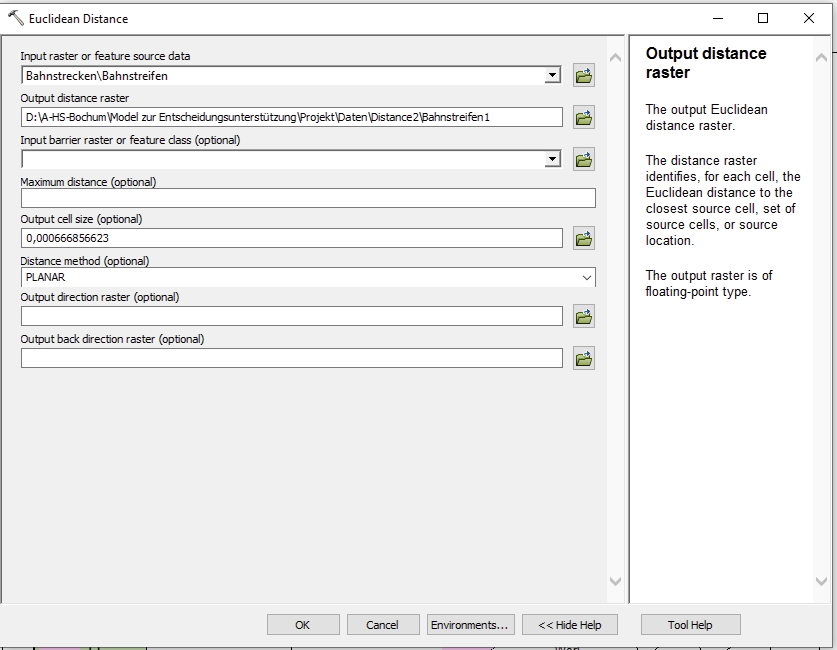 Euclidean Distance
Input raster or feature source data
Bahnstrecken\Bahnstreifen
Output distance raster
D:\A-HS-Bochum\Model zur Entscheidungsunterstützung\Projekt\Daten\Distance2\Bahnstreifen1
Input barrier raster or feature class (optional)
Maximum distance (optional)
Output cell size (optional)
0,000666856623
Distance method (optional)
PLANAR
Output direction raster (optional)
Output back direction raster (optional)
Output distance
raster
The output Euclidean
distance raster.
The distance raster
identifies, for each cell, the
Euclidean distance to the
closest source cell, set of
source cells, or source
location.
The output raster is of
floating-point type.
OK
Cancel
Environments...
<< Hide Help
Tool Help